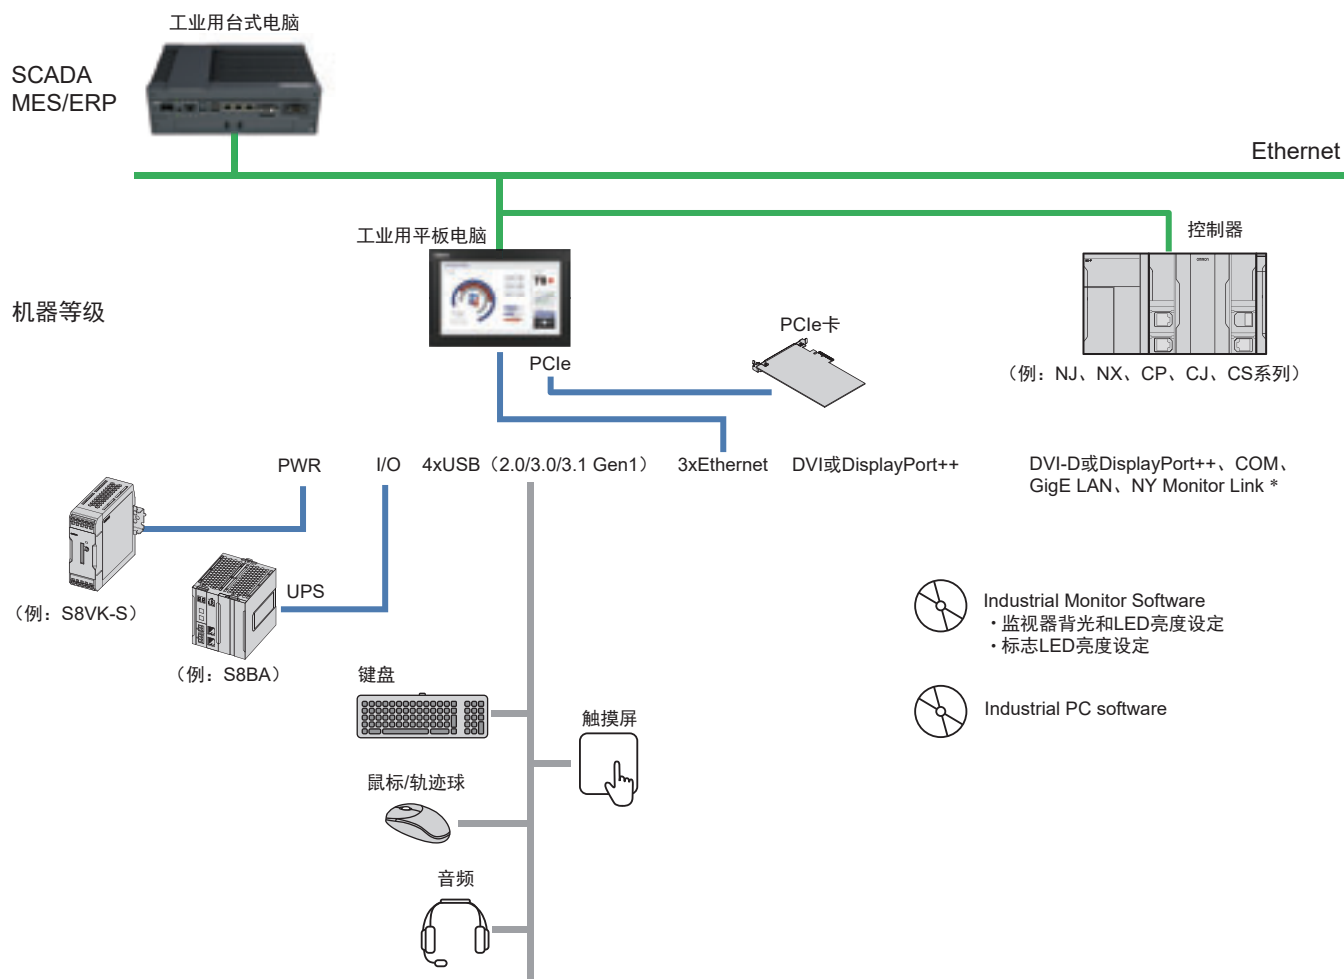 工业用台式电脑
SCADA
MES/ERP
Ethernet
工业用平板电脑
控制器
机器等级
PCIe卡
PCIe
（例：NJ、NX、CP、CJ、CS系列）
PWR
I/O
4xUSB（2.0/3.0/3.1 Gen1）
3xEthernet
DVI或DisplayPort++
DVI-D或DisplayPort++、COM、
GigE LAN、NY Monitor Link *
UPS
（例：S8VK-S）
（例：S8BA）
Industrial Monitor Software
・监视器背光和LED亮度设定
・标志LED亮度设定
键盘
触摸屏
Industrial PC software
鼠标/轨迹球
音频